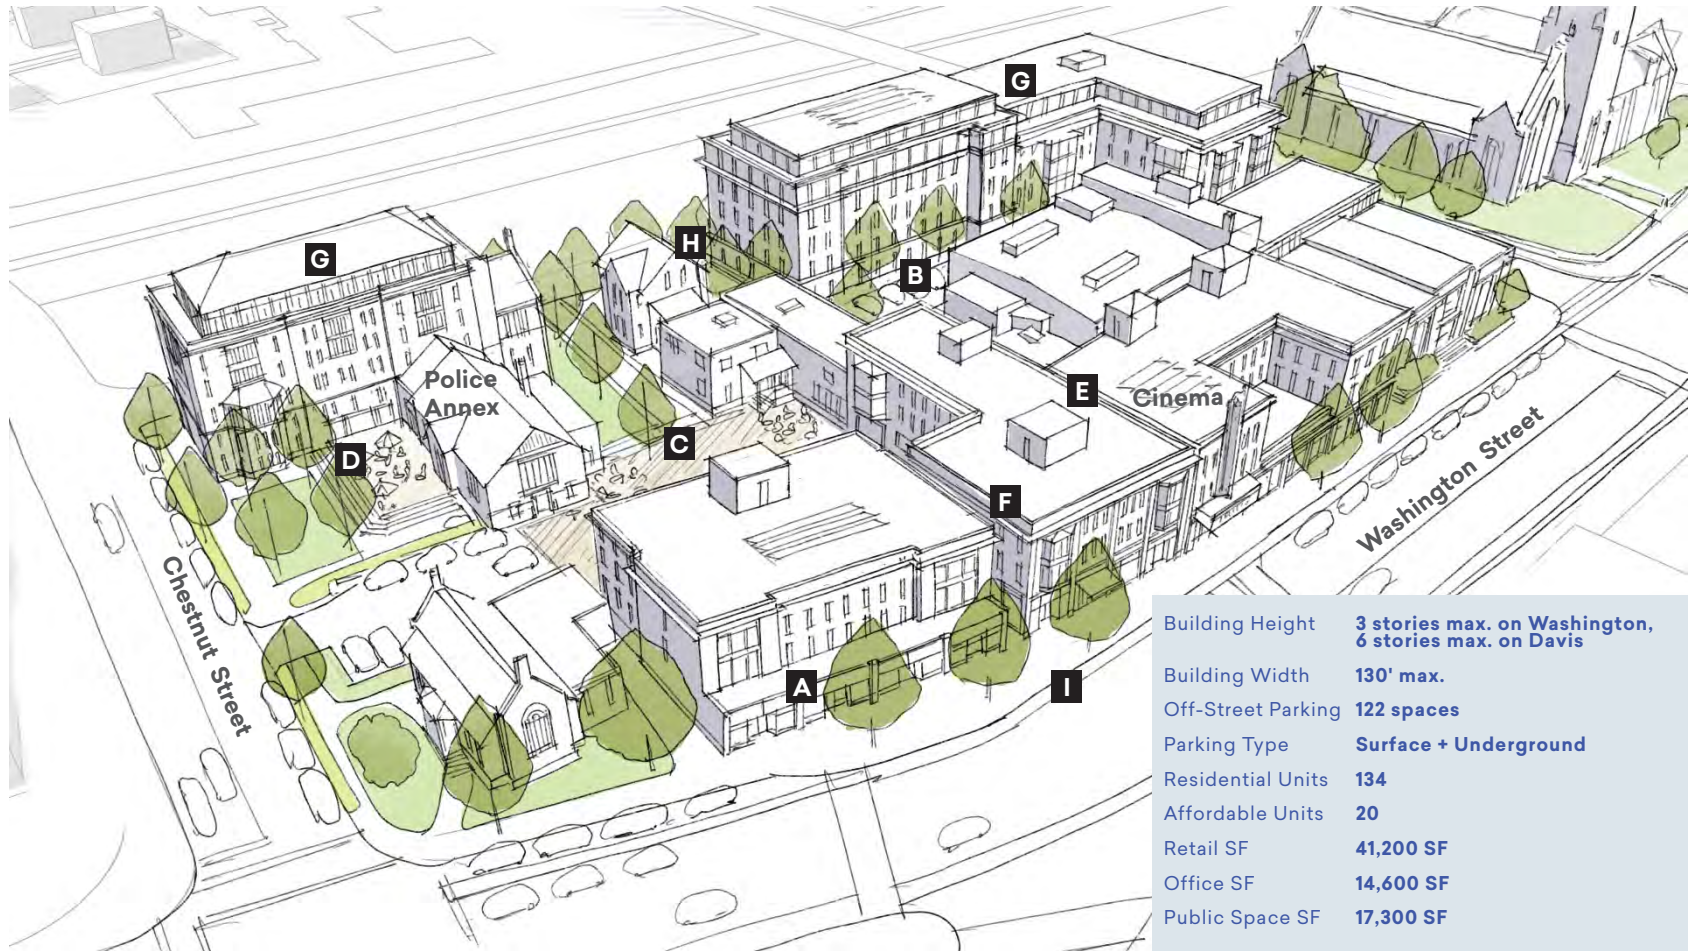 G
G
H
B
Police
Annex
E
Cinema
C
D
F
Washington Street
Chestnut Street
A
I
Building Height 3 stories max. on Washington,
6 stories max. on Davis
Building Width 130' max.
Off-Street Parking 122 spaces
Parking Type Surface + Underground
Residential Units 134
Affordable Units 20
Retail SF 41,200 SF
Office SF 14,600 SF
Public Space SF 17,300 SF